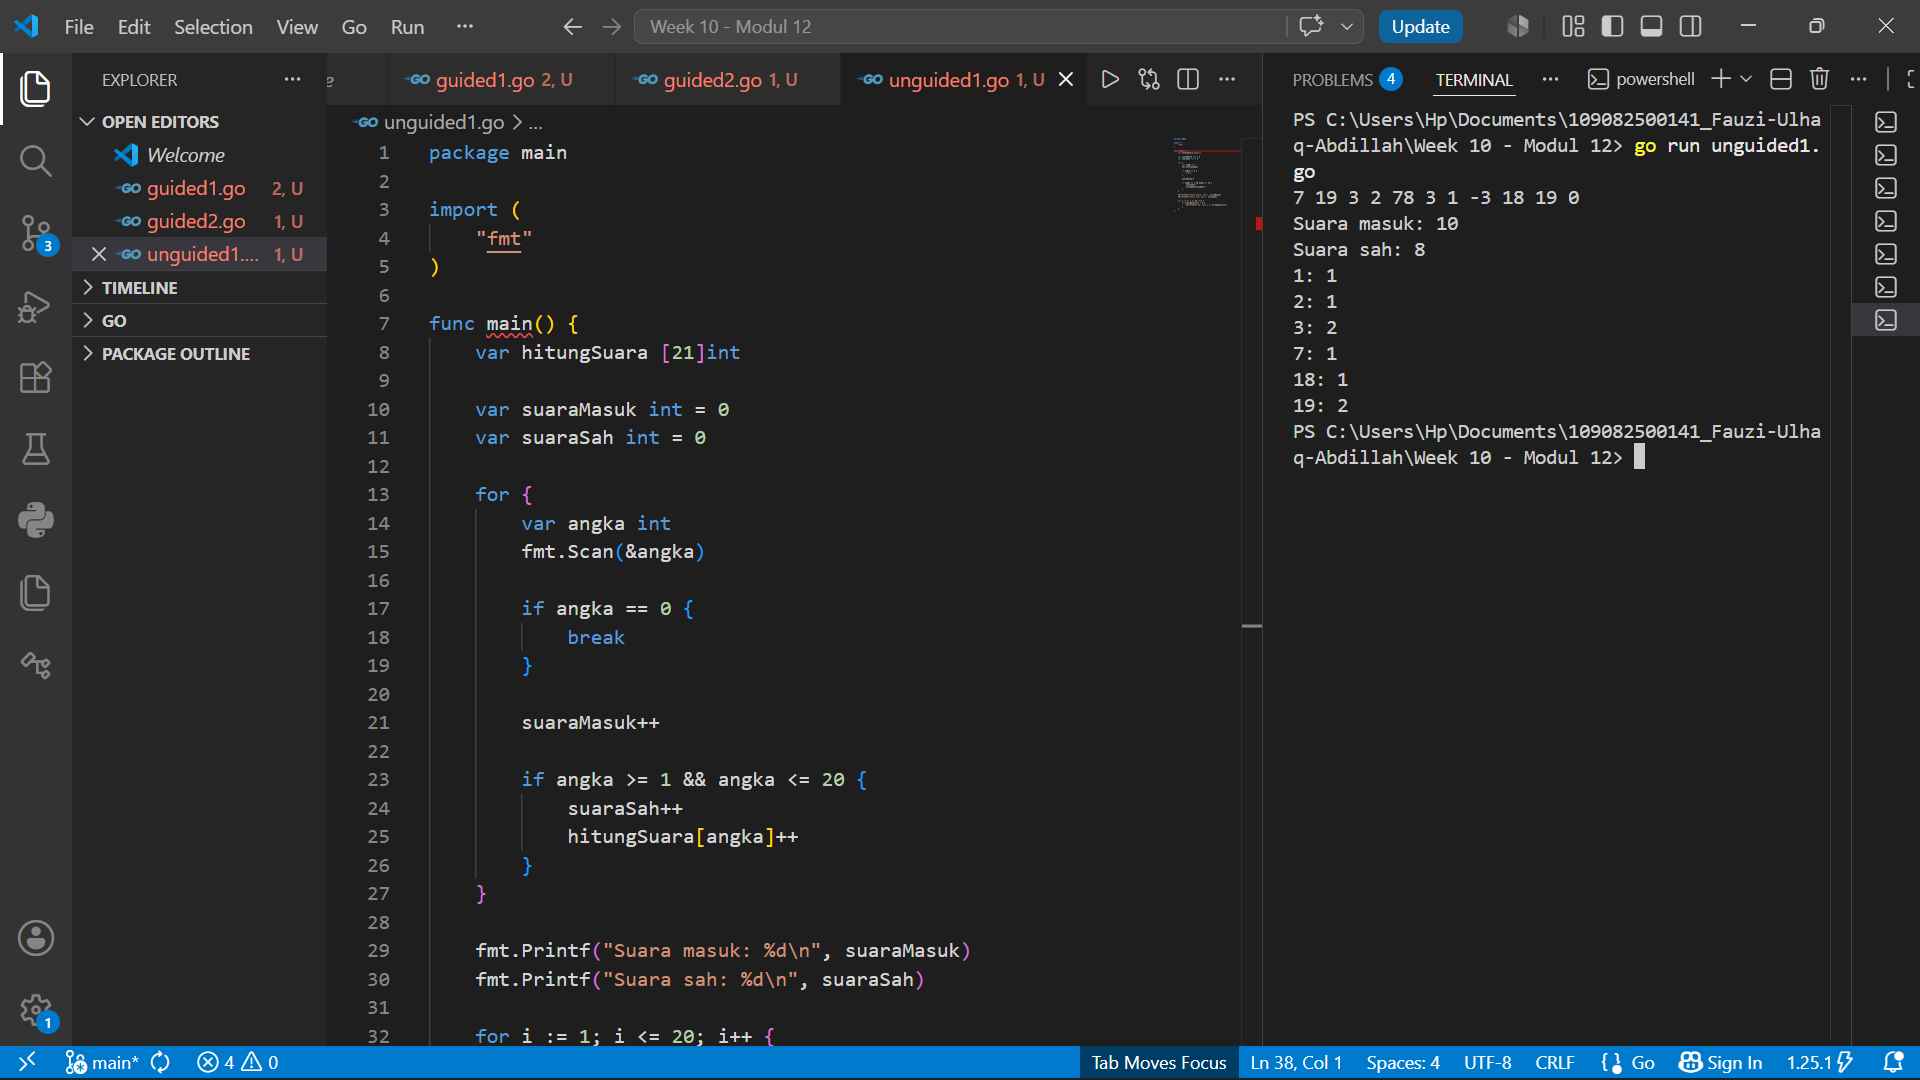 File Edit Selection View Go Run ···
Week 10 - Modul 12
Update
EXPLORER ···
OPEN EDITORS
Welcome
guided1.go 2, U
guided2.go 1, U
unguided1.... 1, U
TIMELINE
GO
PACKAGE OUTLINE
3
1
e
GO guided1.go 2, U
GO guided2.go 1, U
GO unguided1.go 1, U
GO unguided1.go > ...
1 package main
2
3 import (
4 "fmt"
5 )
6
7 func main() {
8 var hitungSuara [21]int
9
10 var suaraMasuk int = 0
11 var suaraSah int = 0
12
13 for {
14 var angka int
15 fmt.Scan(&angka)
16
17 if angka == 0 {
18 break
19 }
20
21 suaraMasuk++
22
23 if angka >= 1 && angka <= 20 {
24 suaraSah++
25 hitungSuara[angka]++
26 }
27 }
28
29 fmt.Printf("Suara masuk: %d\n", suaraMasuk)
30 fmt.Printf("Suara sah: %d\n", suaraSah)
31
32 for i := 1; i <= 20; i++ {
PROBLEMS 4 TERMINAL ··· powershell
PS C:\Users\Hp\Documents\109082500141_Fauzi-Ulha
q-Abdillah\Week 10 - Modul 12> go run unguided1.
go
7 19 3 2 78 3 1 -3 18 19 0
Suara masuk: 10
Suara sah: 8
1: 1
2: 1
3: 2
7: 1
18: 1
19: 2
PS C:\Users\Hp\Documents\109082500141_Fauzi-Ulha
q-Abdillah\Week 10 - Modul 12>
main* 4 0 Tab Moves Focus Ln 38, Col 1 Spaces: 4 UTF-8 CRLF {} Go Sign In 1.25.1